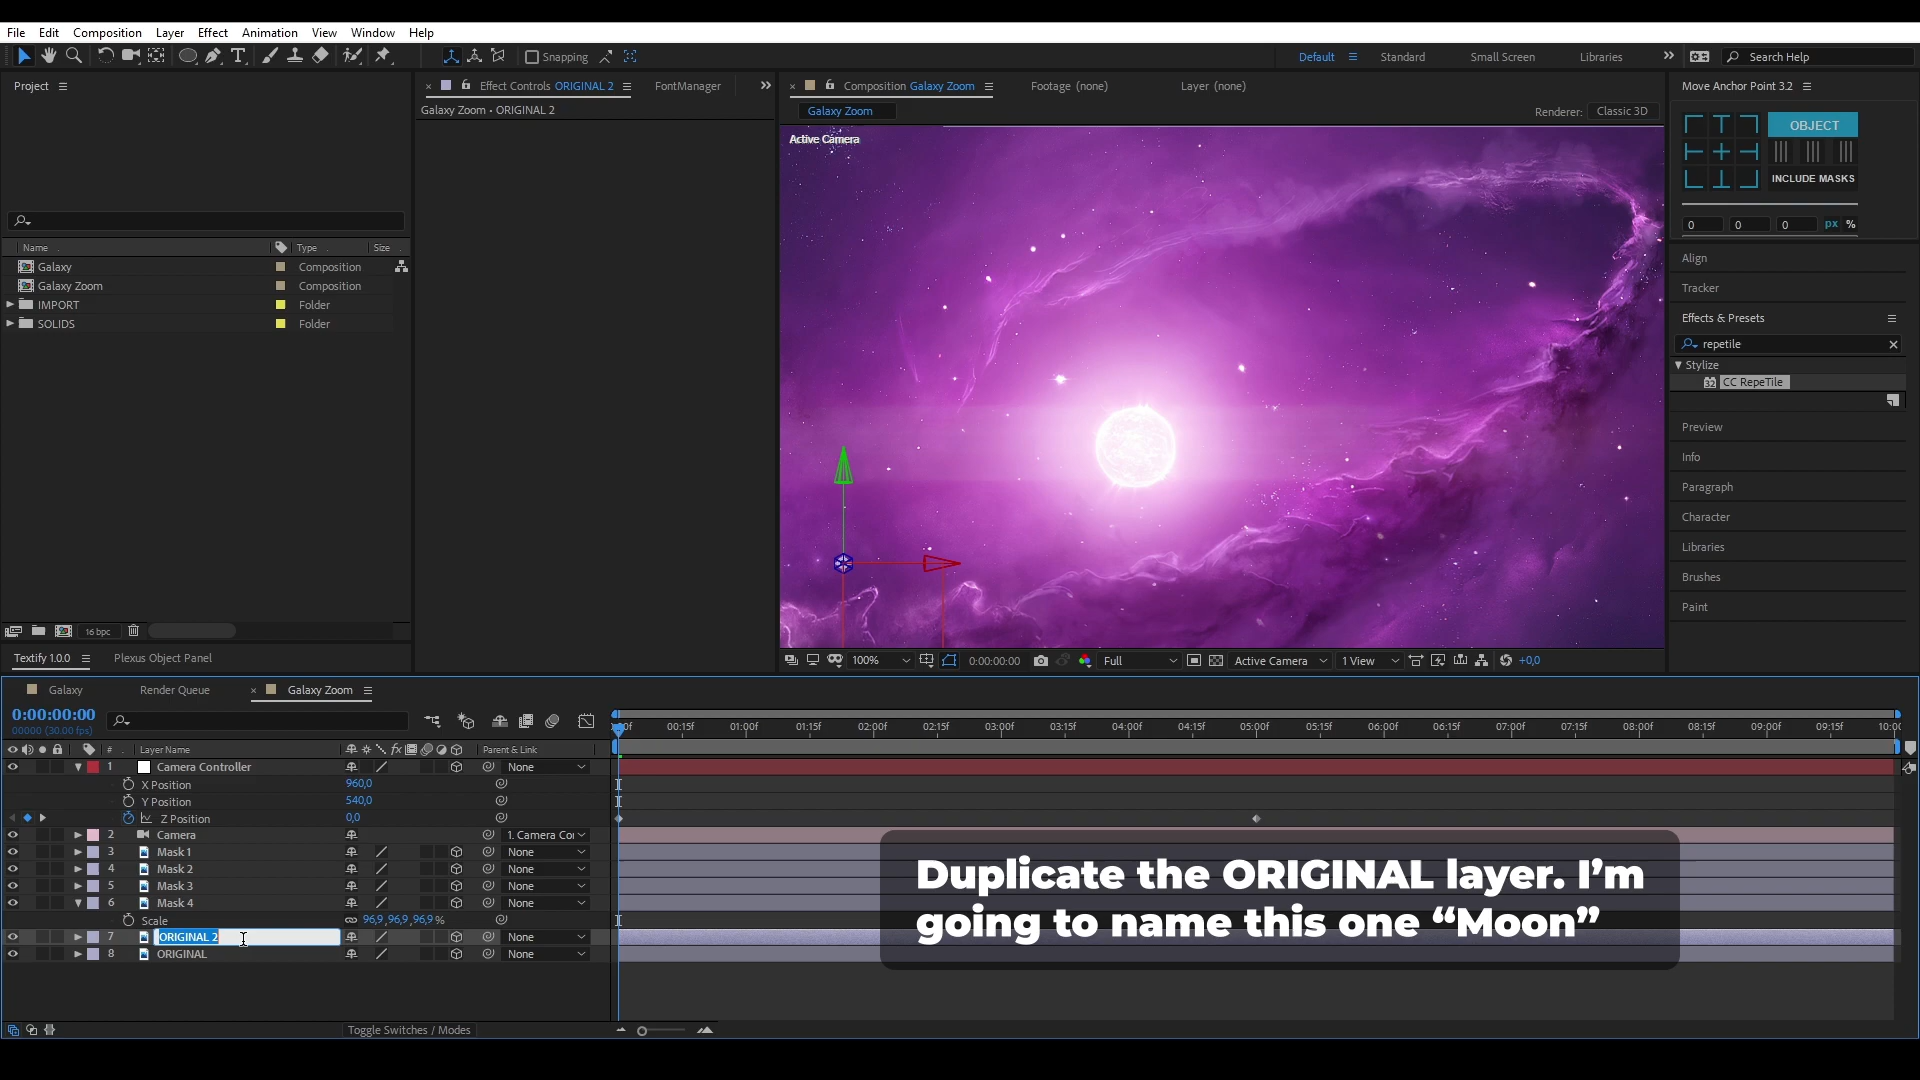 File Edit Composition Layer Effect Animation View Window Help
Snapping
Default Standard Small Screen Libraries Search Help
Project
Effect Controls ORIGINAL 2 FontManager
Galaxy Zoom • ORIGINAL 2
Composition Galaxy Zoom Footage (none) Layer (none)
Galaxy Zoom
Renderer: Classic 3D
Active Camera
Move Anchor Point 3.2
OBJECT
INCLUDE MASKS
0 0 0 px %
Align
Tracker
Effects & Presets
repetile
Stylize
32 CC RepeTile
Preview
Info
Paragraph
Character
Libraries
Brushes
Paint
Name Type Size
Galaxy Composition
Galaxy Zoom Composition
IMPORT Folder
SOLIDS Folder
16 bpc
Textify 1.0.0 Plexus Object Panel
100% 0:00:00:00 Full Active Camera 1 View +0,0
Galaxy Render Queue Galaxy Zoom
0:00:00:00
00000 (30.00 fps)
:00f 00:15f 01:00f 01:15f 02:00f 02:15f 03:00f 03:15f 04:00f 04:15f 05:00f 05:15f 06:00f 06:15f 07:00f 07:15f 08:00f 08:15f 09:00f 09:15f 10:00
# Layer Name fx Parent & Link
1 Camera Controller None
X Position 960,0
Y Position 540,0
Z Position 0,0
2 Camera 1. Camera Co
3 Mask 1 None
4 Mask 2 None
5 Mask 3 None
6 Mask 4 None
Scale 96,9,96,9,96,9%
7 ORIGINAL 2 None
8 ORIGINAL None
Toggle Switches / Modes
Duplicate the ORIGINAL layer. I’m
going to name this one “Moon”